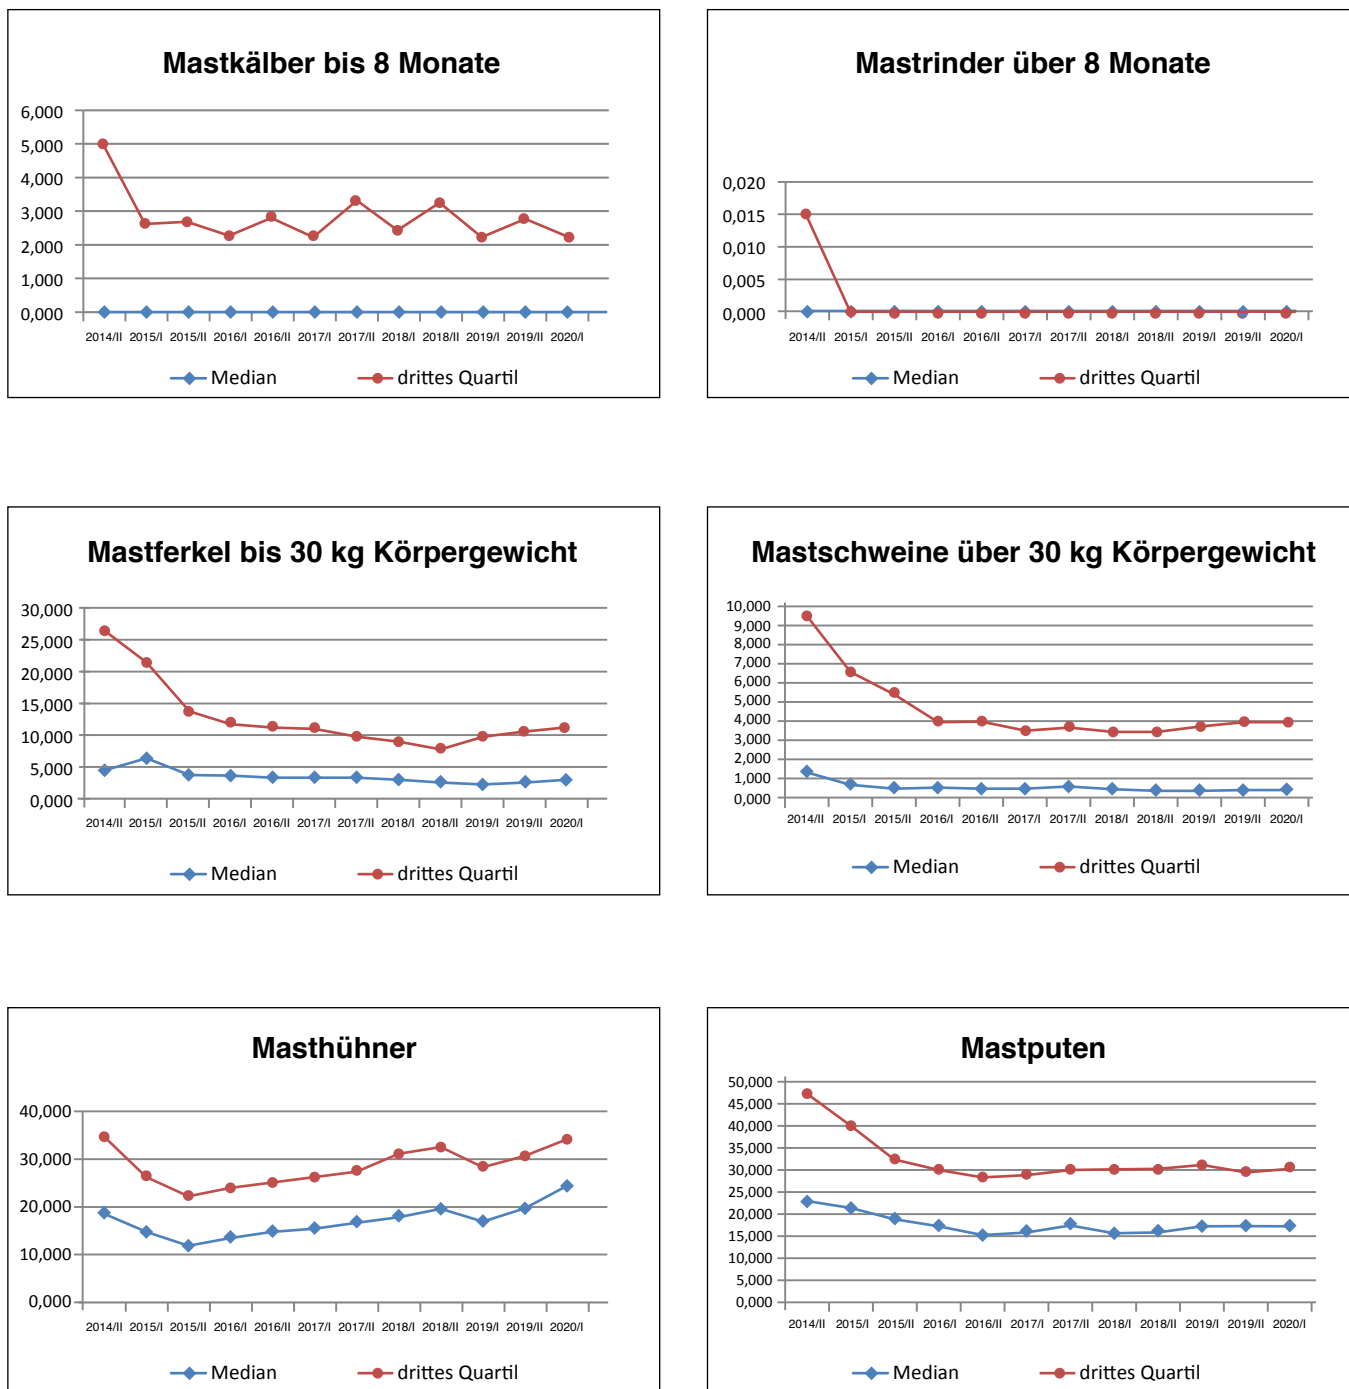 Mastkälber bis 8 Monate
6,000
5,000
4,000
3,000
2,000
1,000
0,000
2014/II 2015/I 2015/II 2016/I 2016/II 2017/I 2017/II 2018/I 2018/II 2019/I 2019/II 2020/I
Median drittes Quartil
Mastrinder über 8 Monate
0,020
0,015
0,010
0,005
0,000
2014/II 2015/I 2015/II 2016/I 2016/II 2017/I 2017/II 2018/I 2018/II 2019/I 2019/II 2020/I
Median drittes Quartil
Mastferkel bis 30 kg Körpergewicht
30,000
25,000
20,000
15,000
10,000
5,000
0,000
2014/II 2015/I 2015/II 2016/I 2016/II 2017/I 2017/II 2018/I 2018/II 2019/I 2019/II 2020/I
Median drittes Quartil
Mastschweine über 30 kg Körpergewicht
10,000
9,000
8,000
7,000
6,000
5,000
4,000
3,000
2,000
1,000
0,000
2014/II 2015/I 2015/II 2016/I 2016/II 2017/I 2017/II 2018/I 2018/II 2019/I 2019/II 2020/I
Median drittes Quartil
Masthühner
40,000
30,000
20,000
10,000
0,000
2014/II 2015/I 2015/II 2016/I 2016/II 2017/I 2017/II 2018/I 2018/II 2019/I 2019/II 2020/I
Median drittes Quartil
Mastputen
50,000
45,000
40,000
35,000
30,000
25,000
20,000
15,000
10,000
5,000
0,000
2014/II 2015/I 2015/II 2016/I 2016/II 2017/I 2017/II 2018/I 2018/II 2019/I 2019/II 2020/I
Median drittes Quartil